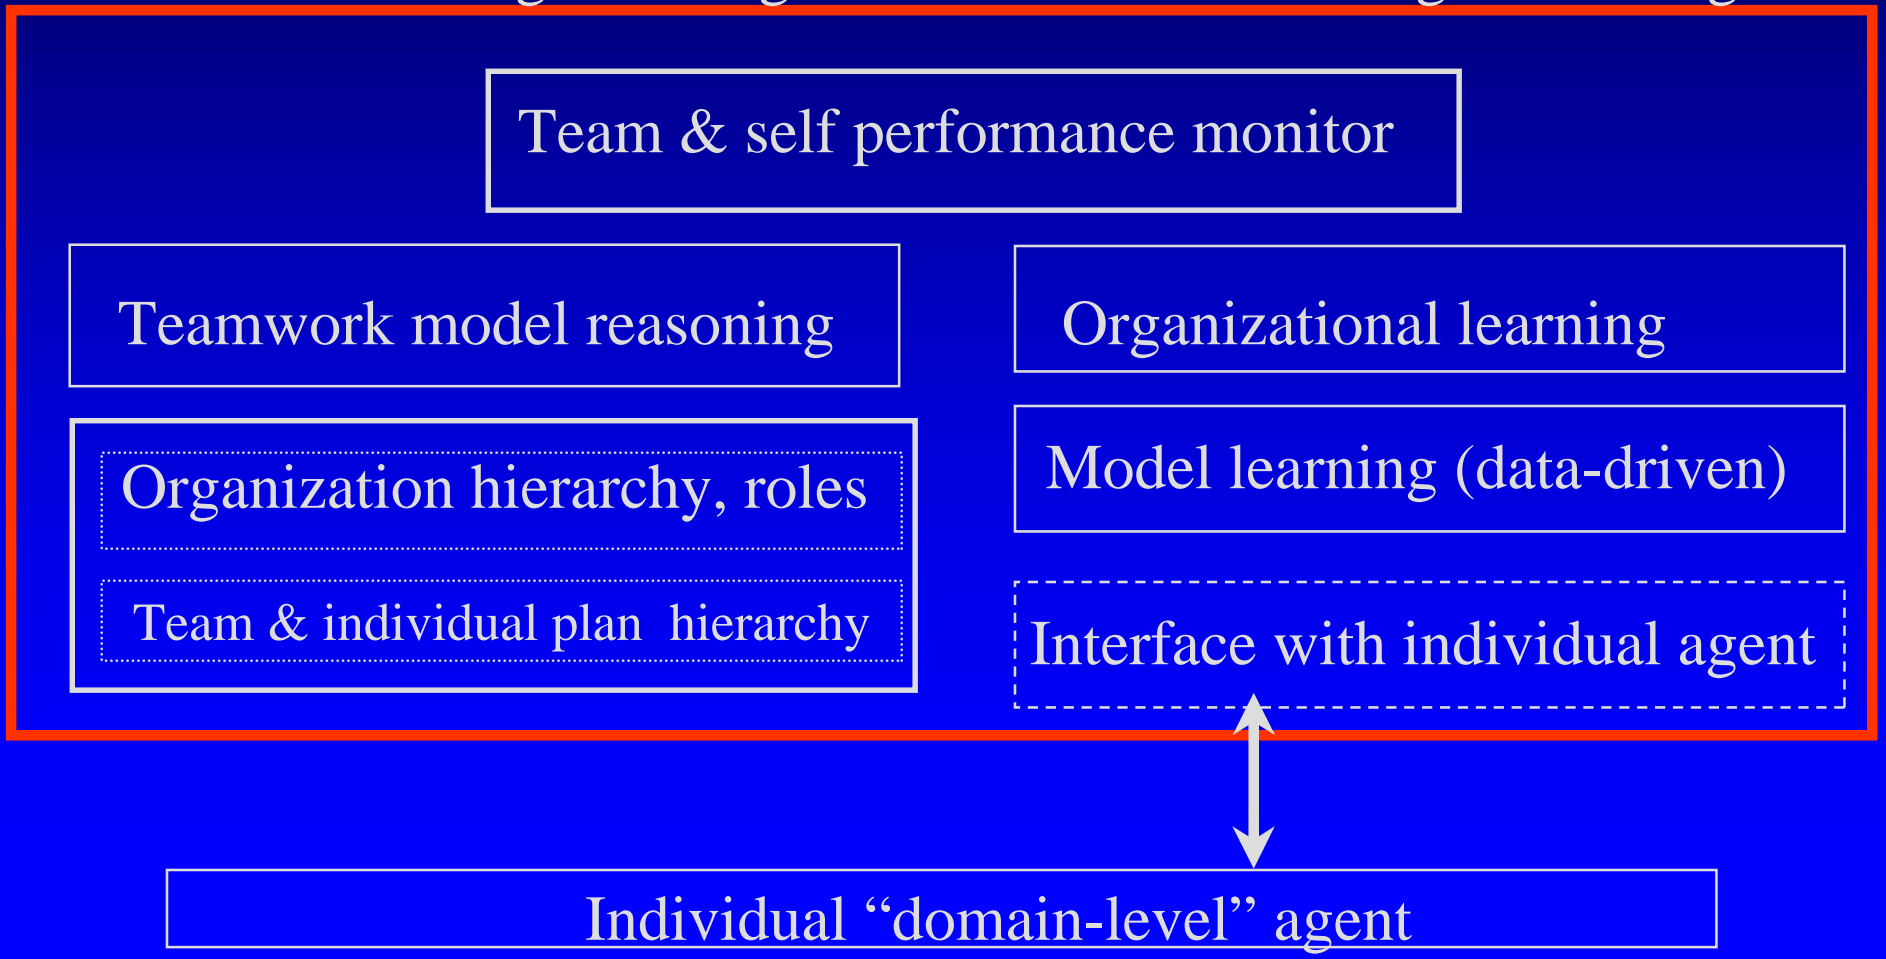 Team & self performance monitor
Teamwork model reasoning
Organizational learning
Organization hierarchy, roles
Model learning (data-driven)
Team & individual plan hierarchy
Interface with individual agent
Individual “domain-level” agent